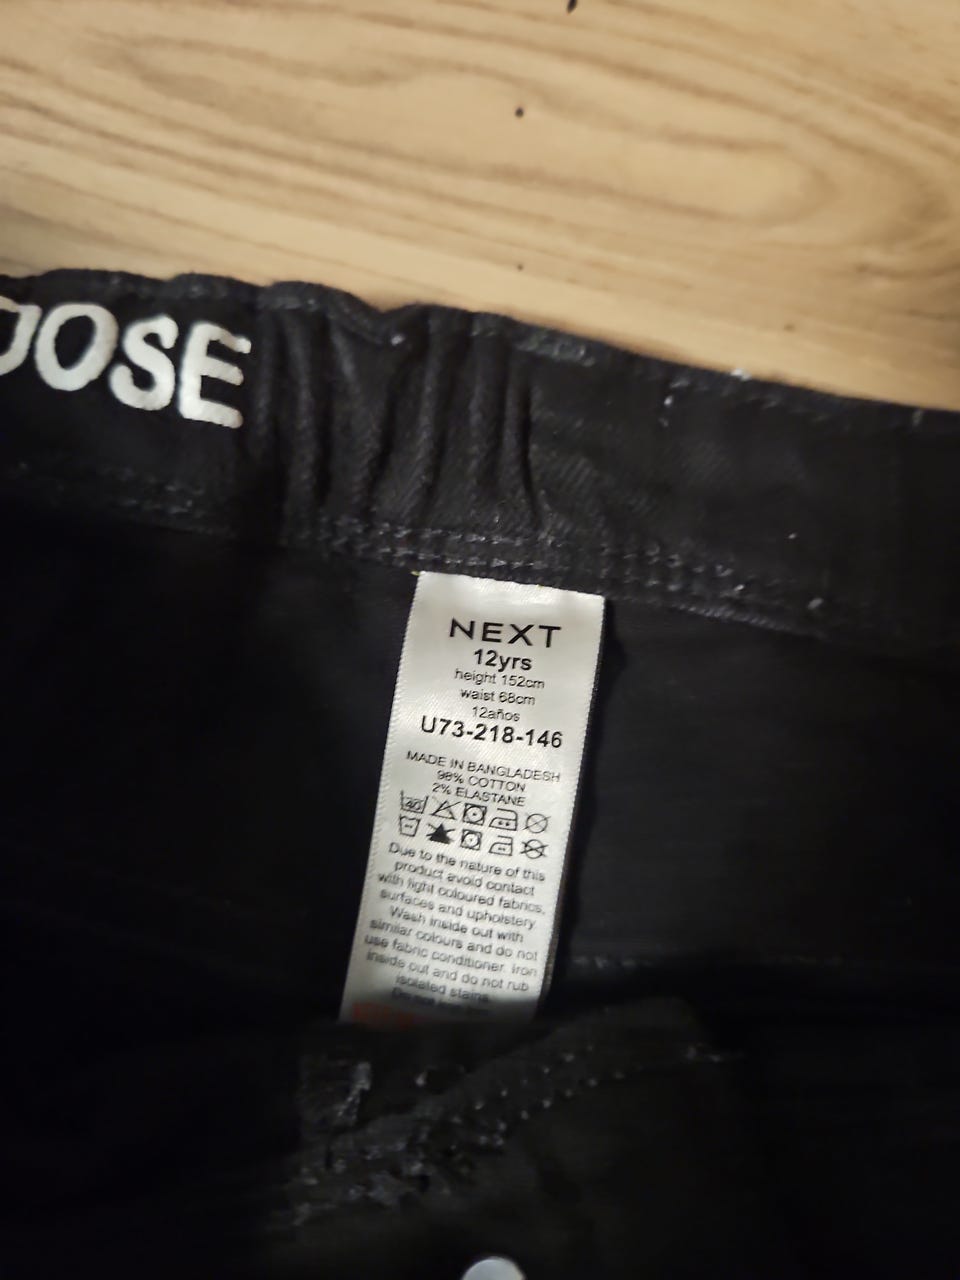 OOSE
NEXT
12yrs
height 152cm
waist 68cm
12años
U73-218-146
MADE IN BANGLADESH
98% COTTON
2% ELASTANE
40
Due to the nature of this
product avoid contact
with light coloured fabrics,
surfaces and upholstery.
Wash inside out with
similar colours and do not
use fabric conditioner. Iron
inside out and do not rub
isolated stains.